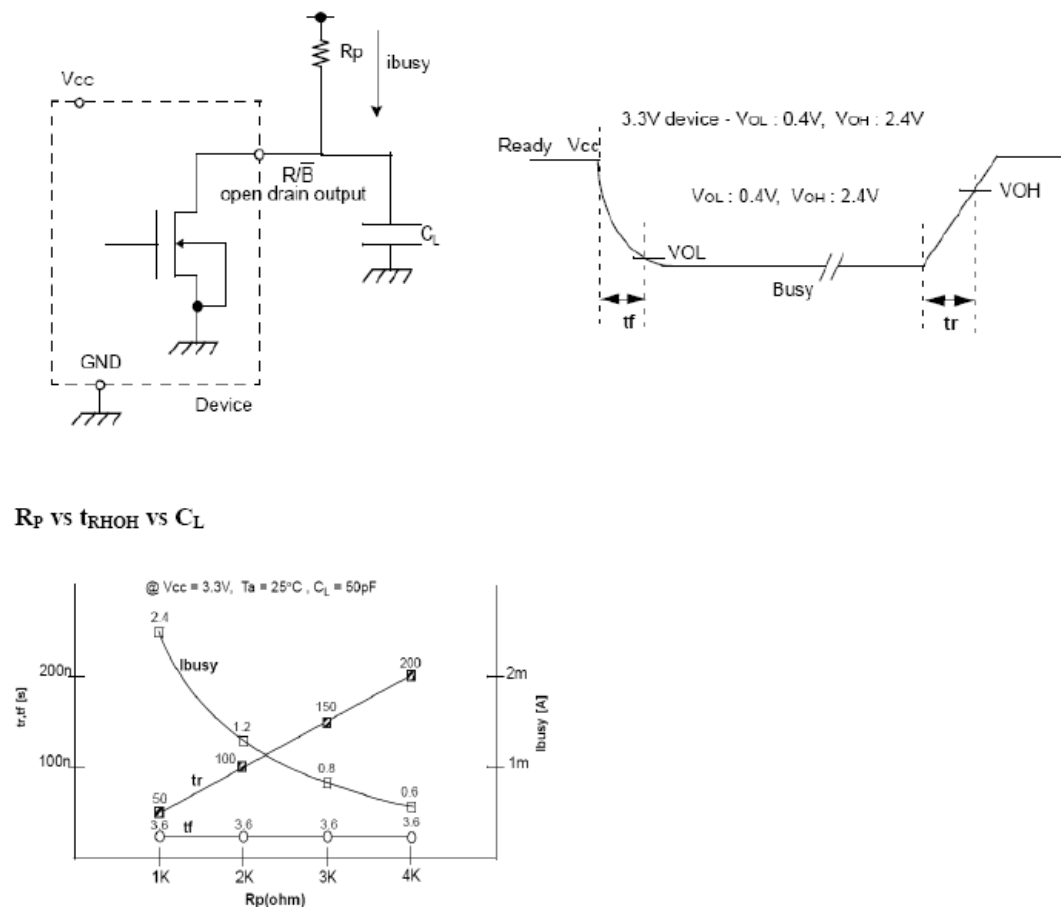 Rp
ibusy
Vcc
R/B̅
open drain output
CL
GND
Device
3.3V device - VOL : 0.4V, VOH : 2.4V
Ready Vcc
VOL : 0.4V, VOH : 2.4V
VOH
VOL
Busy
tf
tr
RP vs tRHOH vs CL
@ Vcc = 3.3V, Ta = 25°C , CL = 50pF
2.4
Ibusy
200
200n
2m
150
1.2
tr,tf [s]
Ibusy [A]
100
100n
0.8
1m
tr
0.6
50
3.6
tf
3.6
3.6
3.6
1K
2K
3K
4K
Rp(ohm)